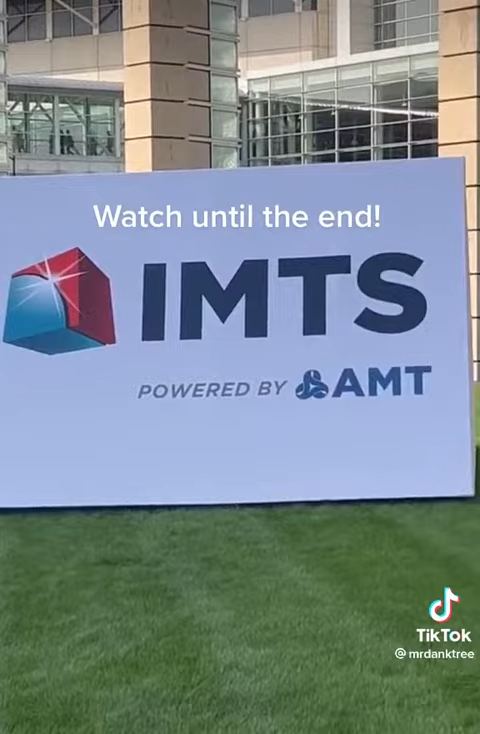 Watch until the end!
IMTS
POWERED BY AMT
TikTok
@mrdanktree